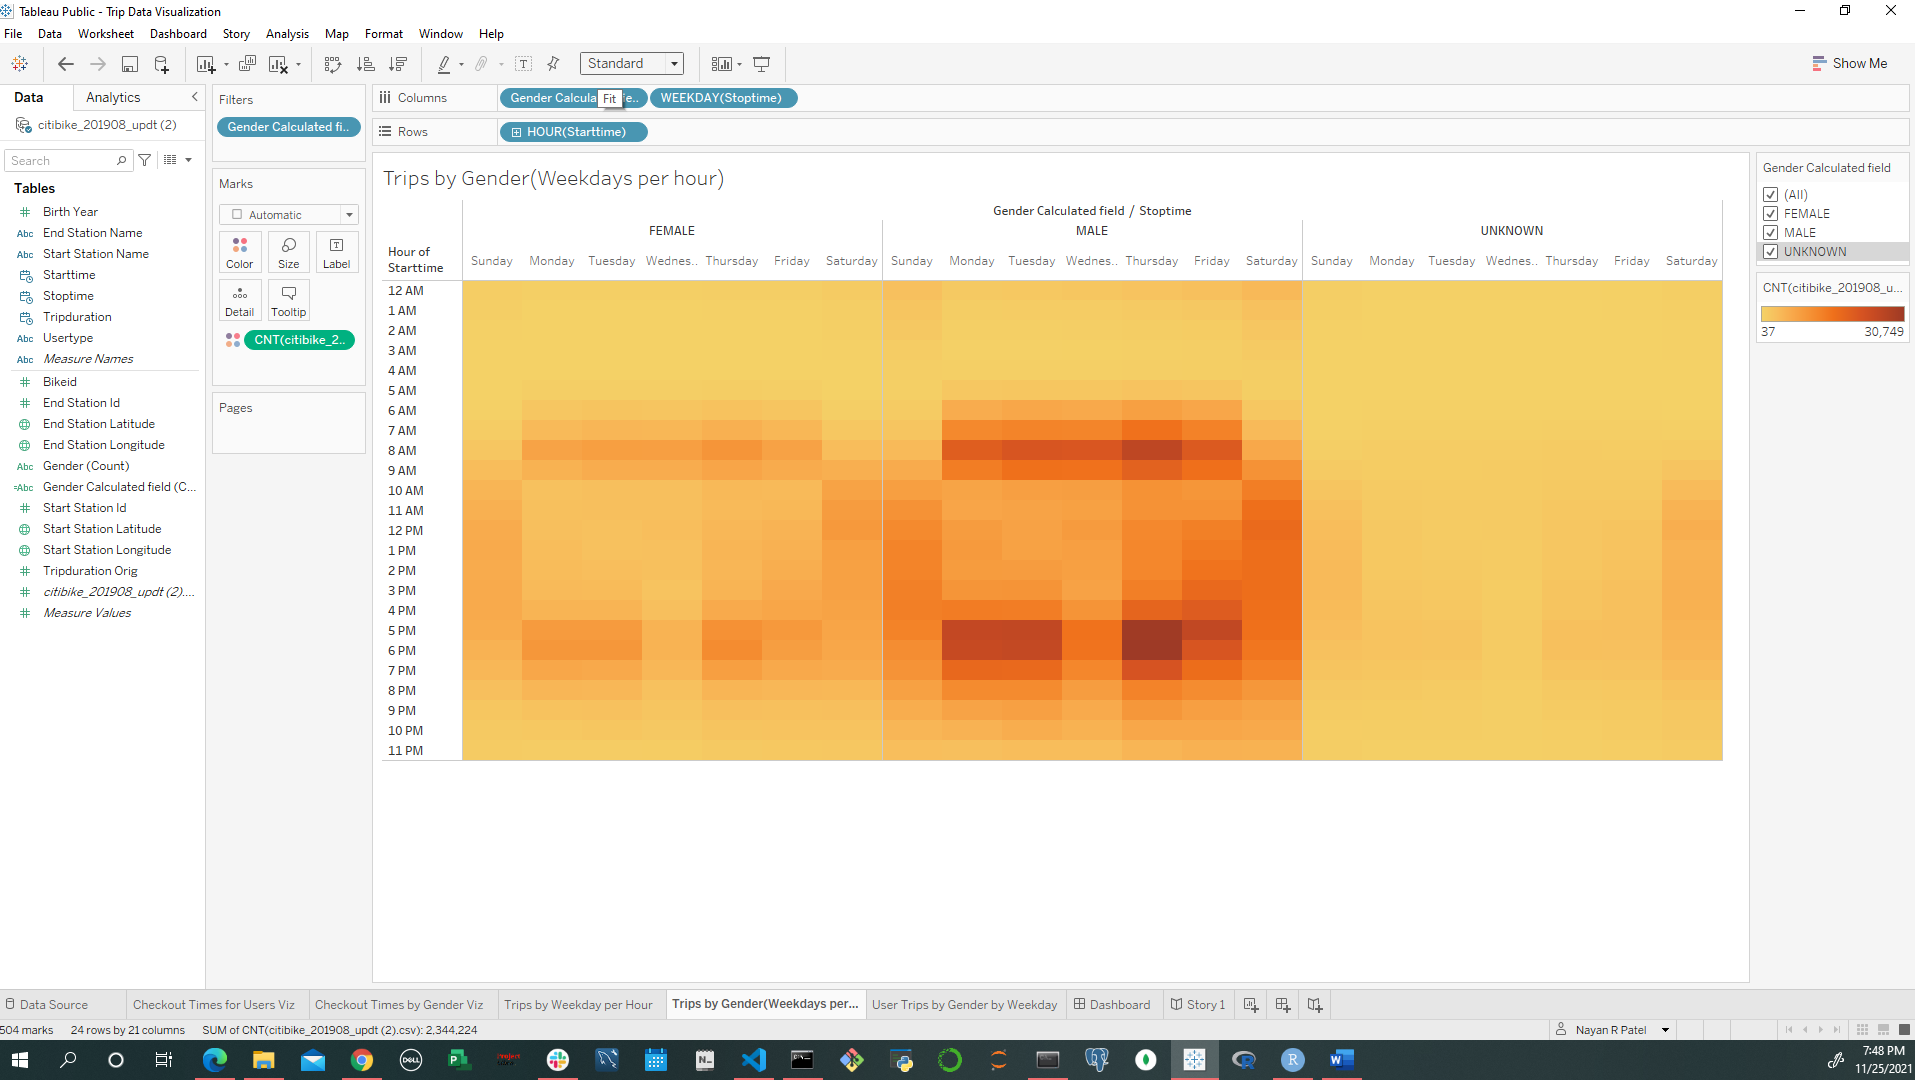 Tableau Public - Trip Data Visualization
File Data Worksheet Dashboard Story Analysis Map Format Window Help
Standard
Show Me
Data Analytics
citibike_201908_updt (2)
Search
Tables
# Birth Year
Abc End Station Name
Abc Start Station Name
Starttime
Stoptime
Tripduration
Abc Usertype
Abc Measure Names
# Bikeid
# End Station Id
End Station Latitude
End Station Longitude
Abc Gender (Count)
=Abc Gender Calculated field (C...
# Start Station Id
Start Station Latitude
Start Station Longitude
# Tripduration Orig
# citibike_201908_updt (2)....
# Measure Values
Filters
Gender Calculated fi..
Marks
Automatic
Color Size Label
Detail Tooltip
CNT(citibike_2..
Pages
Columns Gender Calcula Fit ie.. WEEKDAY(Stoptime)
Rows HOUR(Starttime)
Trips by Gender(Weekdays per hour)
Gender Calculated field / Stoptime
FEMALE MALE UNKNOWN
Hour of
Starttime
Sunday Monday Tuesday Wednes.. Thursday Friday Saturday Sunday Monday Tuesday Wednes.. Thursday Friday Saturday Sunday Monday Tuesday Wednes.. Thursday Friday Saturday
12 AM
1 AM
2 AM
3 AM
4 AM
5 AM
6 AM
7 AM
8 AM
9 AM
10 AM
11 AM
12 PM
1 PM
2 PM
3 PM
4 PM
5 PM
6 PM
7 PM
8 PM
9 PM
10 PM
11 PM
Gender Calculated field
(All)
FEMALE
MALE
UNKNOWN
CNT(citibike_201908_u...
37 30,749
Data Source Checkout Times for Users Viz Checkout Times by Gender Viz Trips by Weekday per Hour Trips by Gender(Weekdays per... User Trips by Gender by Weekday Dashboard Story 1
504 marks 24 rows by 21 columns SUM of CNT(citibike_201908_updt (2).csv): 2,344,224
Nayan R Patel
7:48 PM
11/25/2021